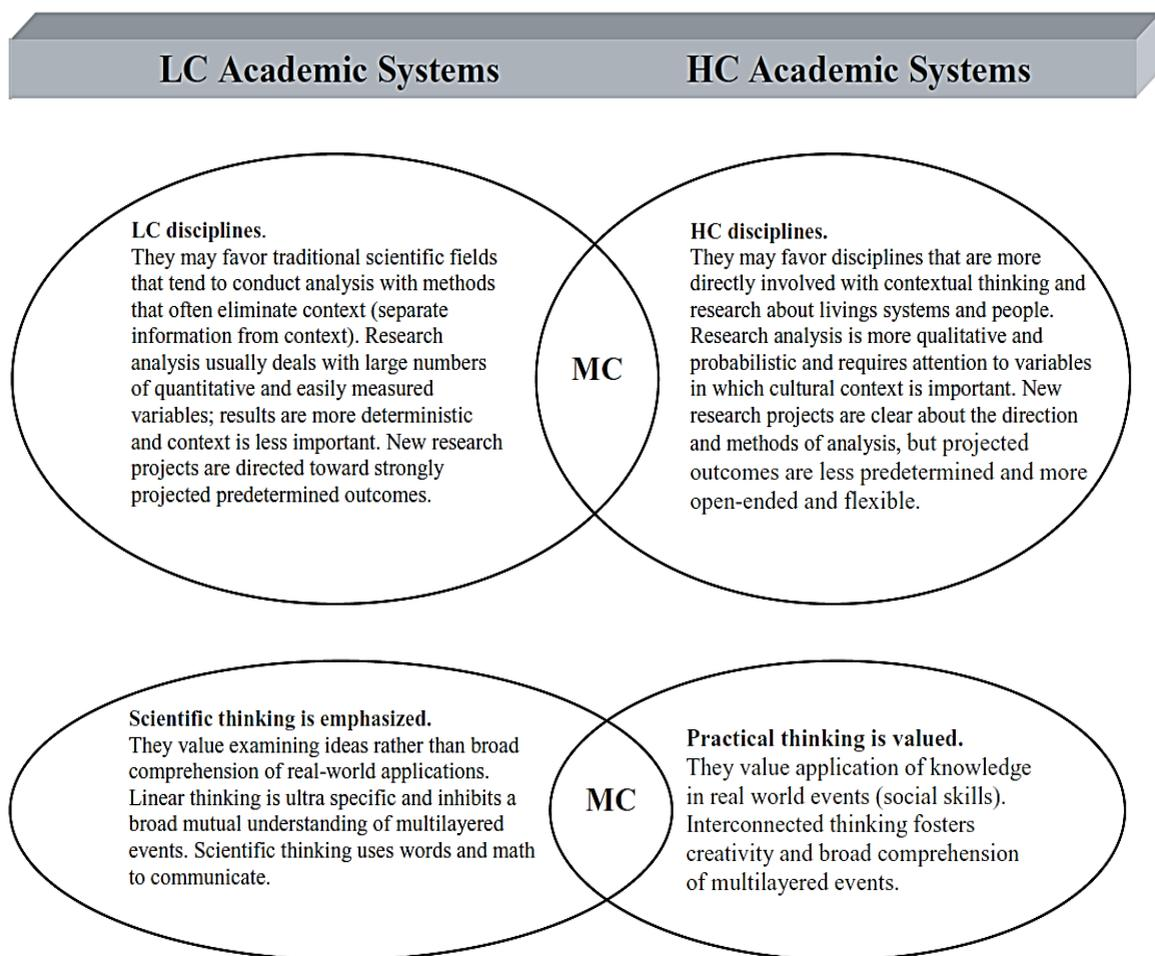 LC Academic Systems
HC Academic Systems
LC disciplines.
They may favor traditional scientific fields
that tend to conduct analysis with methods
that often eliminate context (separate
information from context). Research
analysis usually deals with large numbers
of quantitative and easily measured
variables; results are more deterministic
and context is less important. New research
projects are directed toward strongly
projected predetermined outcomes.
MC
HC disciplines.
They may favor disciplines that are more
directly involved with contextual thinking and
research about livings systems and people.
Research analysis is more qualitative and
probabilistic and requires attention to variables
in which cultural context is important. New
research projects are clear about the direction
and methods of analysis, but projected
outcomes are less predetermined and more
open-ended and flexible.
Scientific thinking is emphasized.
They value examining ideas rather than broad
comprehension of real-world applications.
Linear thinking is ultra specific and inhibits a
broad mutual understanding of multilayered
events. Scientific thinking uses words and math
to communicate.
MC
Practical thinking is valued.
They value application of knowledge
in real world events (social skills).
Interconnected thinking fosters
creativity and broad comprehension
of multilayered events.